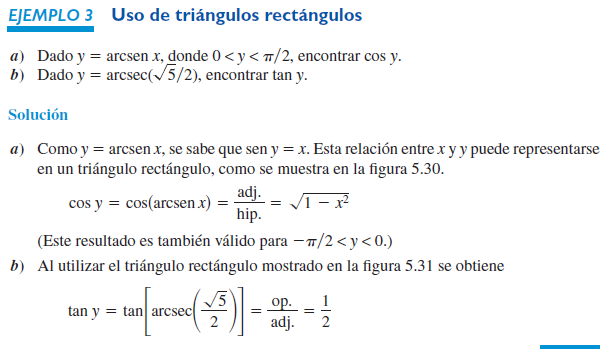 EJEMPLO 3 Uso de triángulos rectángulos
a) Dado y = arcsen x, donde 0 < y < π/2, encontrar cos y.
b) Dado y = arcsec(√5/2), encontrar tan y.
Solución
a) Como y = arcsen x, se sabe que sen y = x. Esta relación entre x y y puede representarse
en un triángulo rectángulo, como se muestra en la figura 5.30.
cos y = cos(arcsen x) = adj./hip. = √1 − x²
(Este resultado es también válido para −π/2 < y < 0.)
b) Al utilizar el triángulo rectángulo mostrado en la figura 5.31 se obtiene
tan y = tan[arcsec(√5/2)] = op./adj. = 1/2